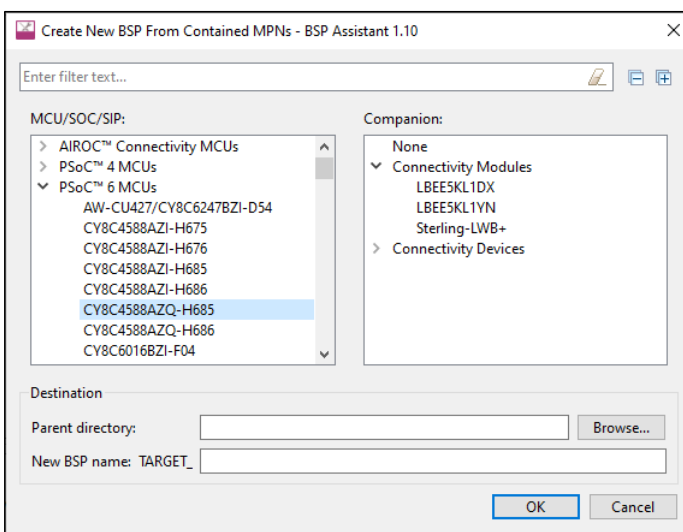 Create New BSP From Contained MPNs - BSP Assistant 1.10
Enter filter text...
MCU/SOC/SIP:
AIROC™ Connectivity MCUs
PSoC™ 4 MCUs
PSoC™ 6 MCUs
AW-CU427/CY8C6247BZI-D54
CY8C4588AZI-H675
CY8C4588AZI-H676
CY8C4588AZI-H685
CY8C4588AZI-H686
CY8C4588AZQ-H685
CY8C4588AZQ-H686
CY8C6016BZI-F04
Companion:
None
Connectivity Modules
LBEE5KL1DX
LBEE5KL1YN
Sterling-LWB+
Connectivity Devices
Destination
Parent directory:
Browse...
New BSP name: TARGET_
OK
Cancel